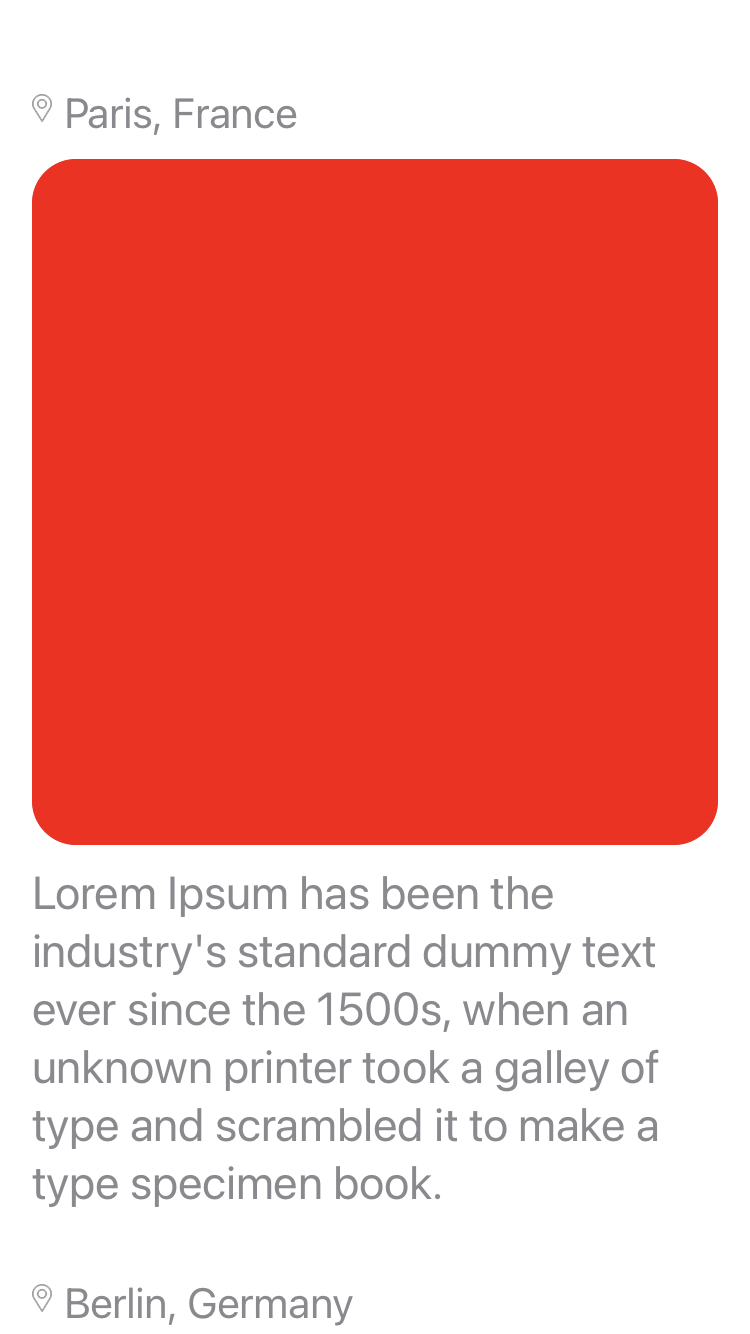 Paris, France
Lorem Ipsum has been the
industry's standard dummy text
ever since the 1500s, when an
unknown printer took a galley of
type and scrambled it to make a
type specimen book.
Berlin, Germany